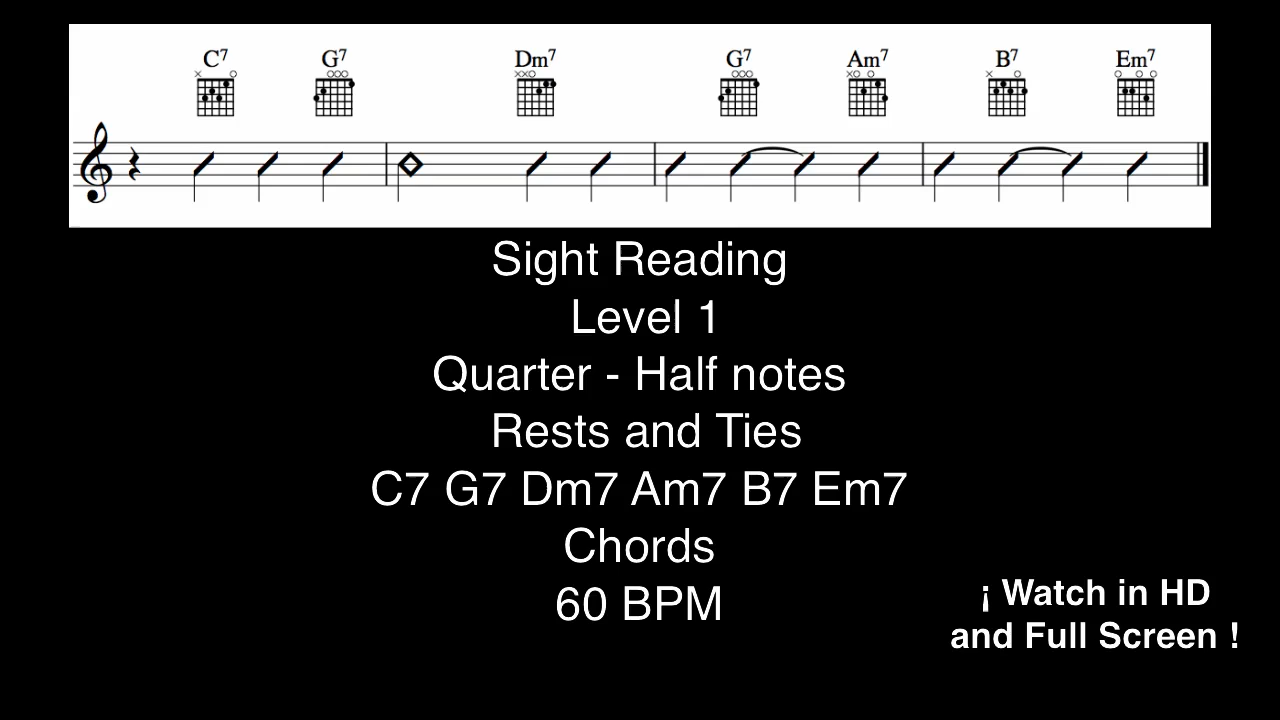 C7 G7 Dm7 G7 Am7 B7 Em7
Sight Reading
Level 1
Quarter - Half notes
Rests and Ties
C7 G7 Dm7 Am7 B7 Em7
Chords
60 BPM
¡ Watch in HD
and Full Screen !